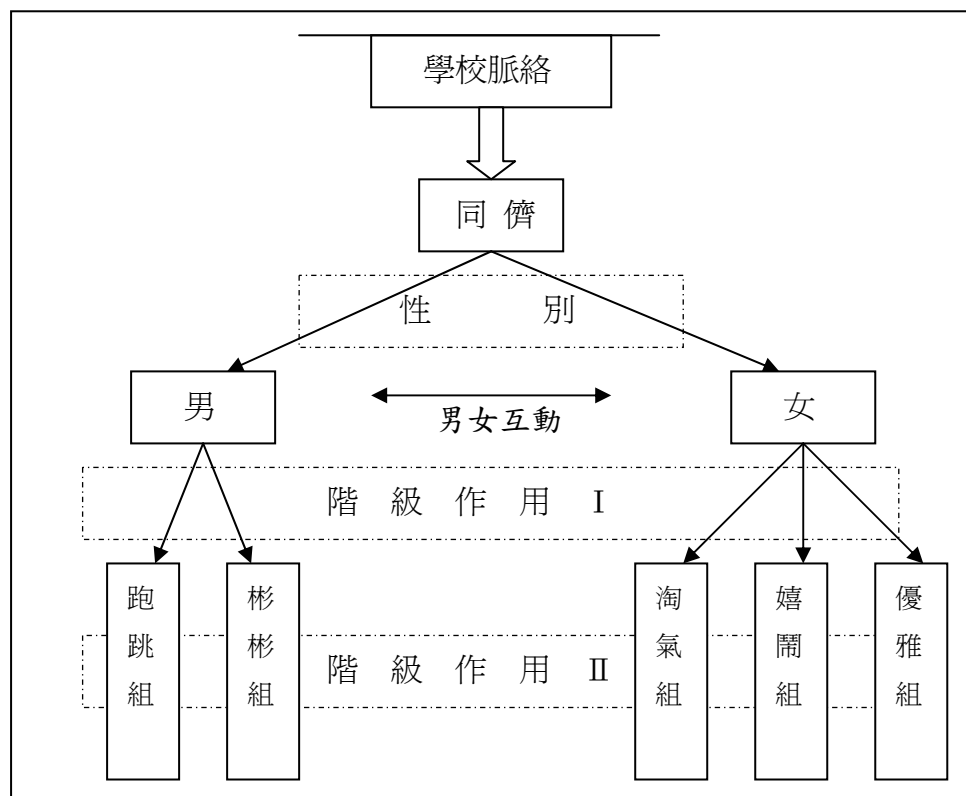 學校脈絡
同 儕
性 別
男
女
男女互動
階 級 作 用 Ⅰ
跑跳組
彬彬組
淘氣組
嬉鬧組
優雅組
階 級 作 用 Ⅱ